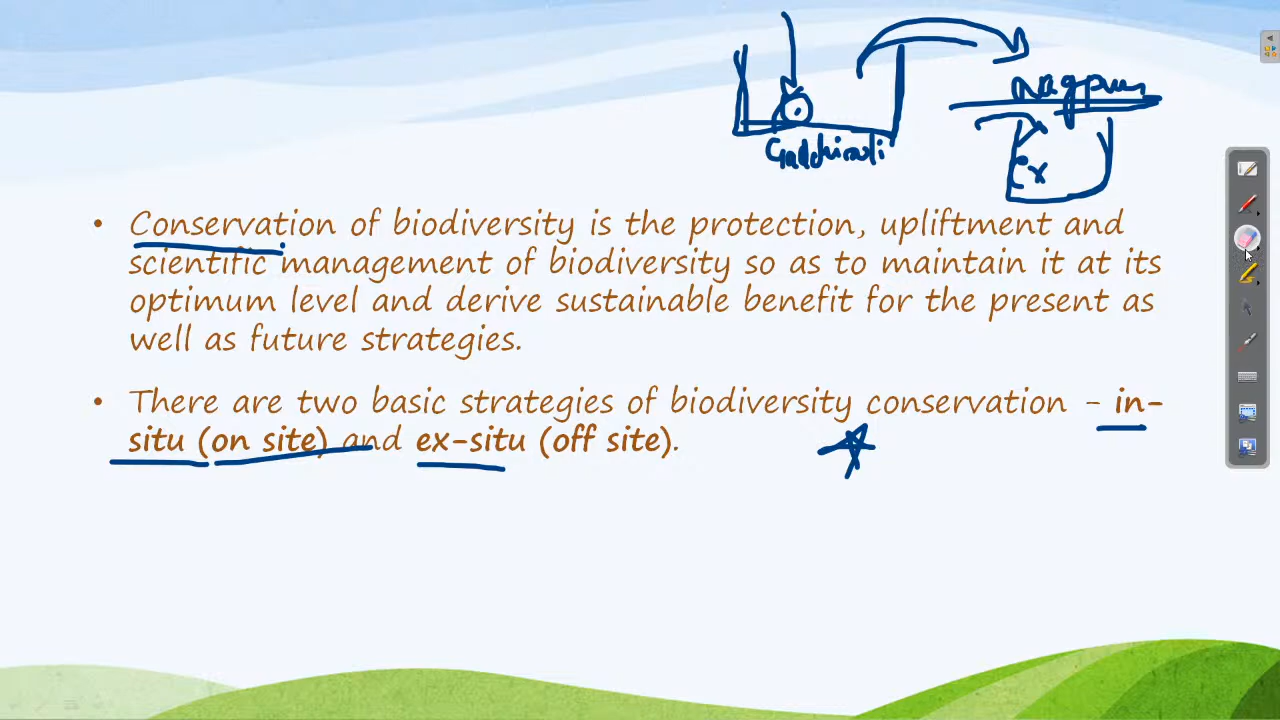 Nagpur
Gadchiroli
Ex
• Conservation of biodiversity is the protection, upliftment and
scientific management of biodiversity so as to maintain it at its
optimum level and derive sustainable benefit for the present as
well as future strategies.
• There are two basic strategies of biodiversity conservation - in-
situ (on site) and ex-situ (off site).